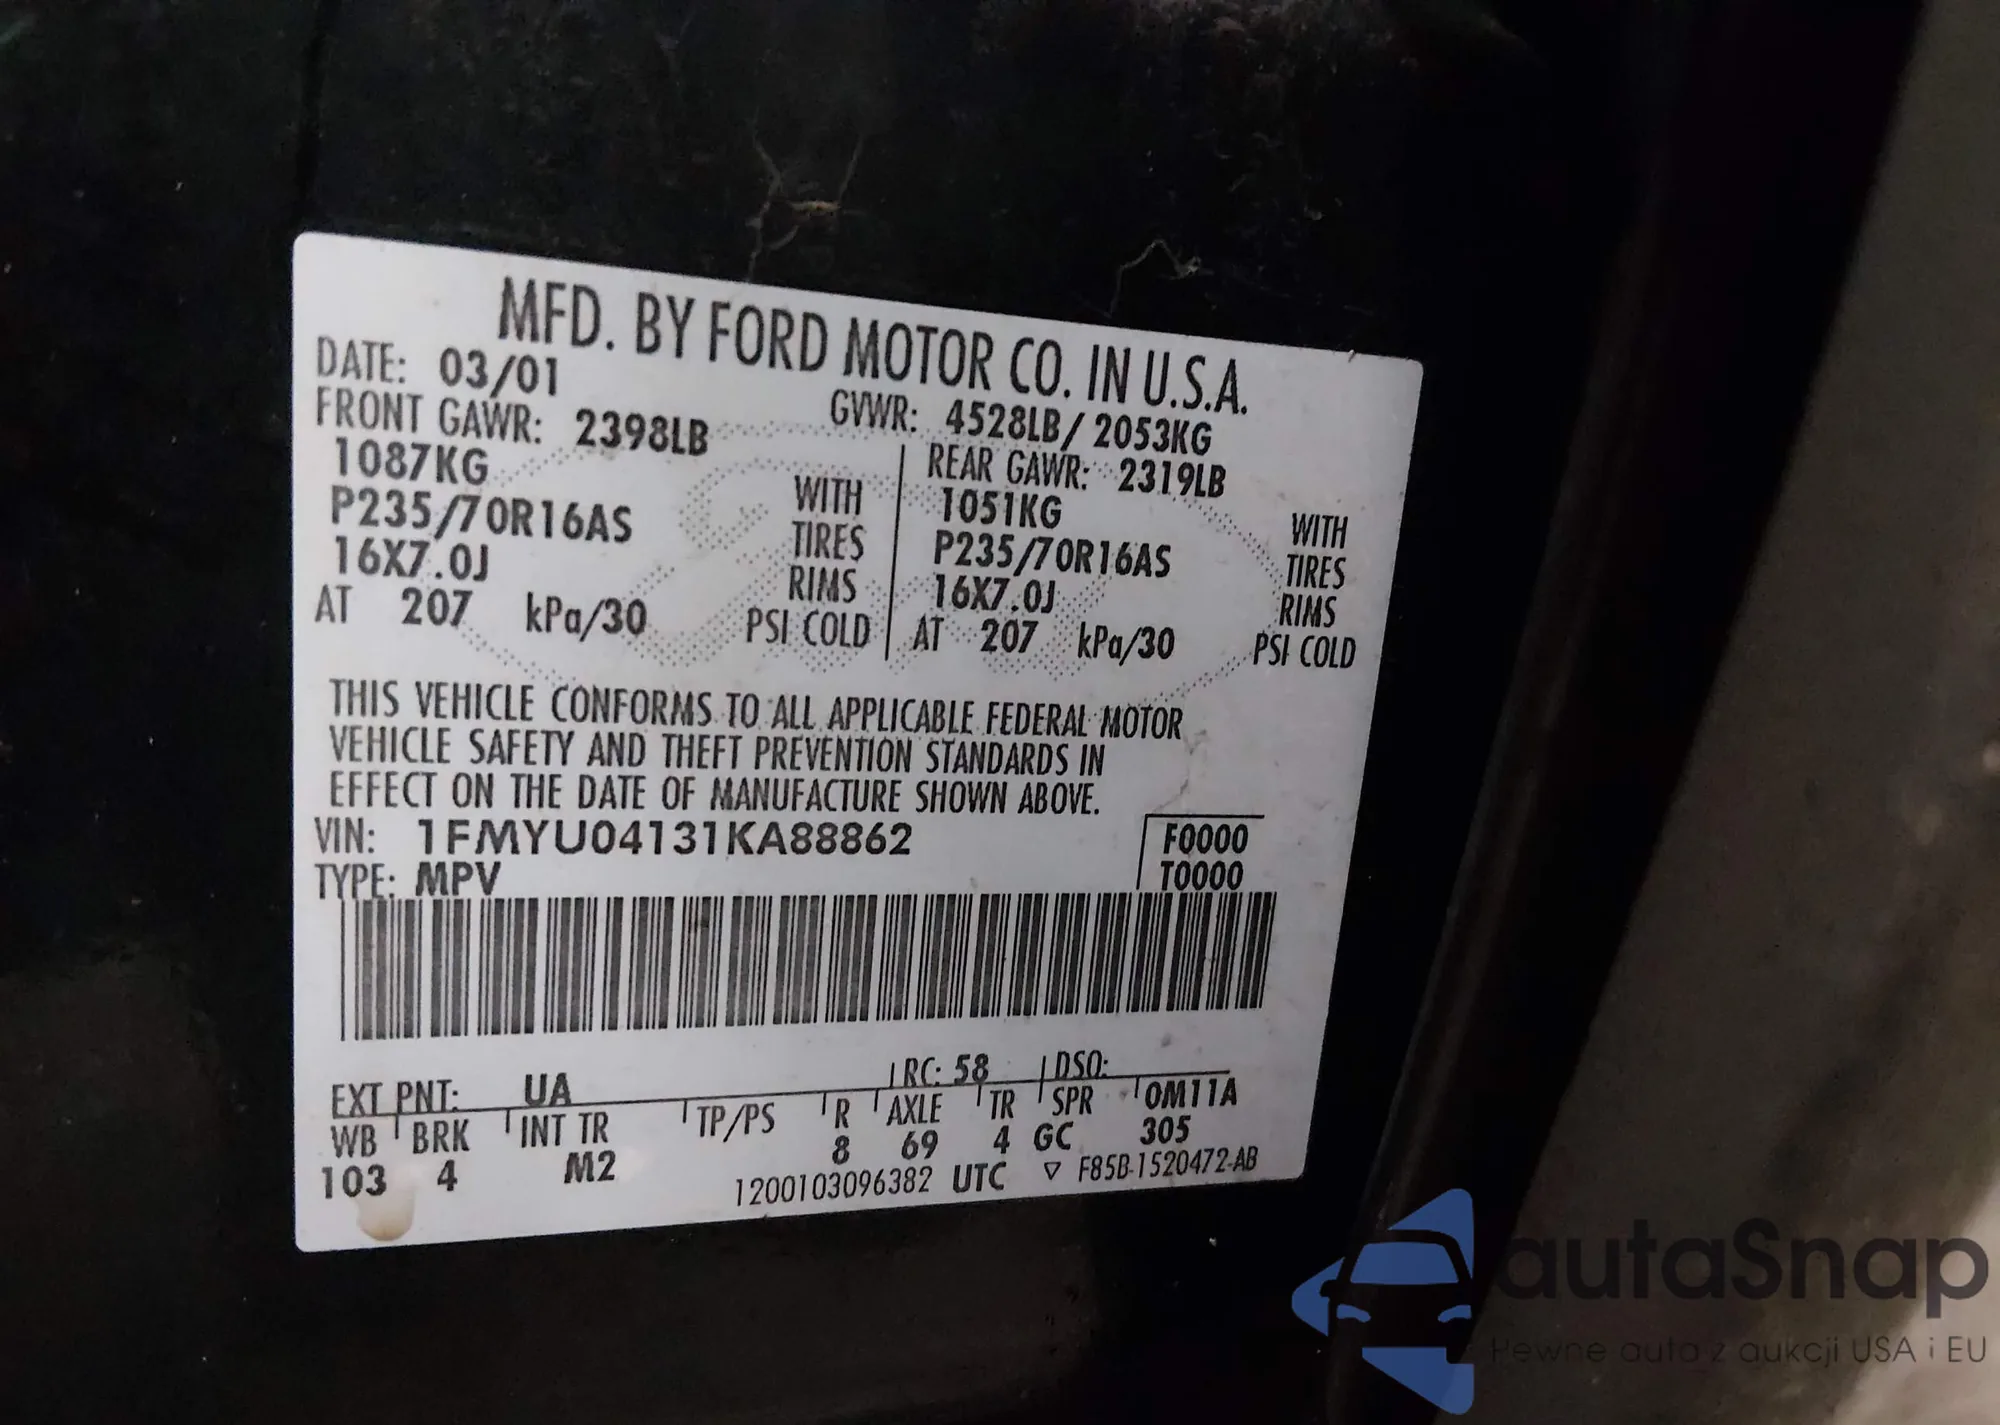 MFD. BY FORD MOTOR CO. IN U.S.A.
DATE: 03/01
GVWR: 4528LB/ 2053KG
FRONT GAWR: 2398LB
1087KG WITH
P235/70R16AS TIRES
16X7.0J RIMS
AT 207 kPa/30 PSI COLD
REAR GAWR: 2319LB
1051KG WITH
P235/70R16AS TIRES
16X7.0J RIMS
AT 207 kPa/30 PSI COLD
THIS VEHICLE CONFORMS TO ALL APPLICABLE FEDERAL MOTOR
VEHICLE SAFETY AND THEFT PREVENTION STANDARDS IN
EFFECT ON THE DATE OF MANUFACTURE SHOWN ABOVE.
VIN: 1FMYU04131KA88862
F0000
TYPE: MPV
T0000
EXT PNT: UA RC: 58 DSO:
WB BRK INT TR TP/PS R AXLE TR SPR 0M11A
103 4 M2 8 69 4 GC 305
1200103096382 UTC ▽ F85B-1520472-AB
autaSnap
Pewne auta z aukcji USA i EU